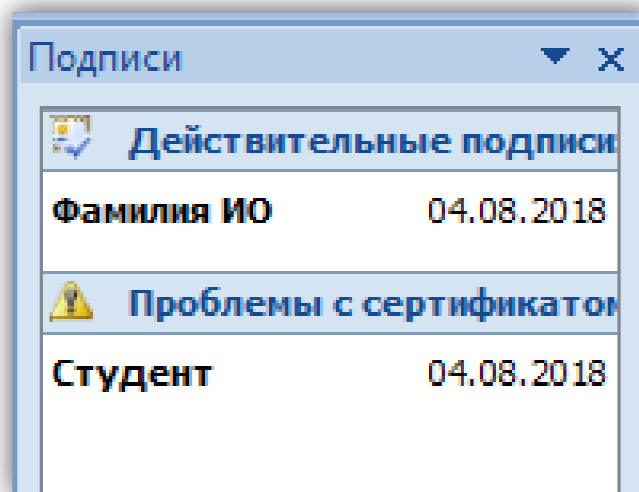 Подписи
Действительные подписи:
Фамилия ИО 04.08.2018
Проблемы с сертификатом
Студент 04.08.2018